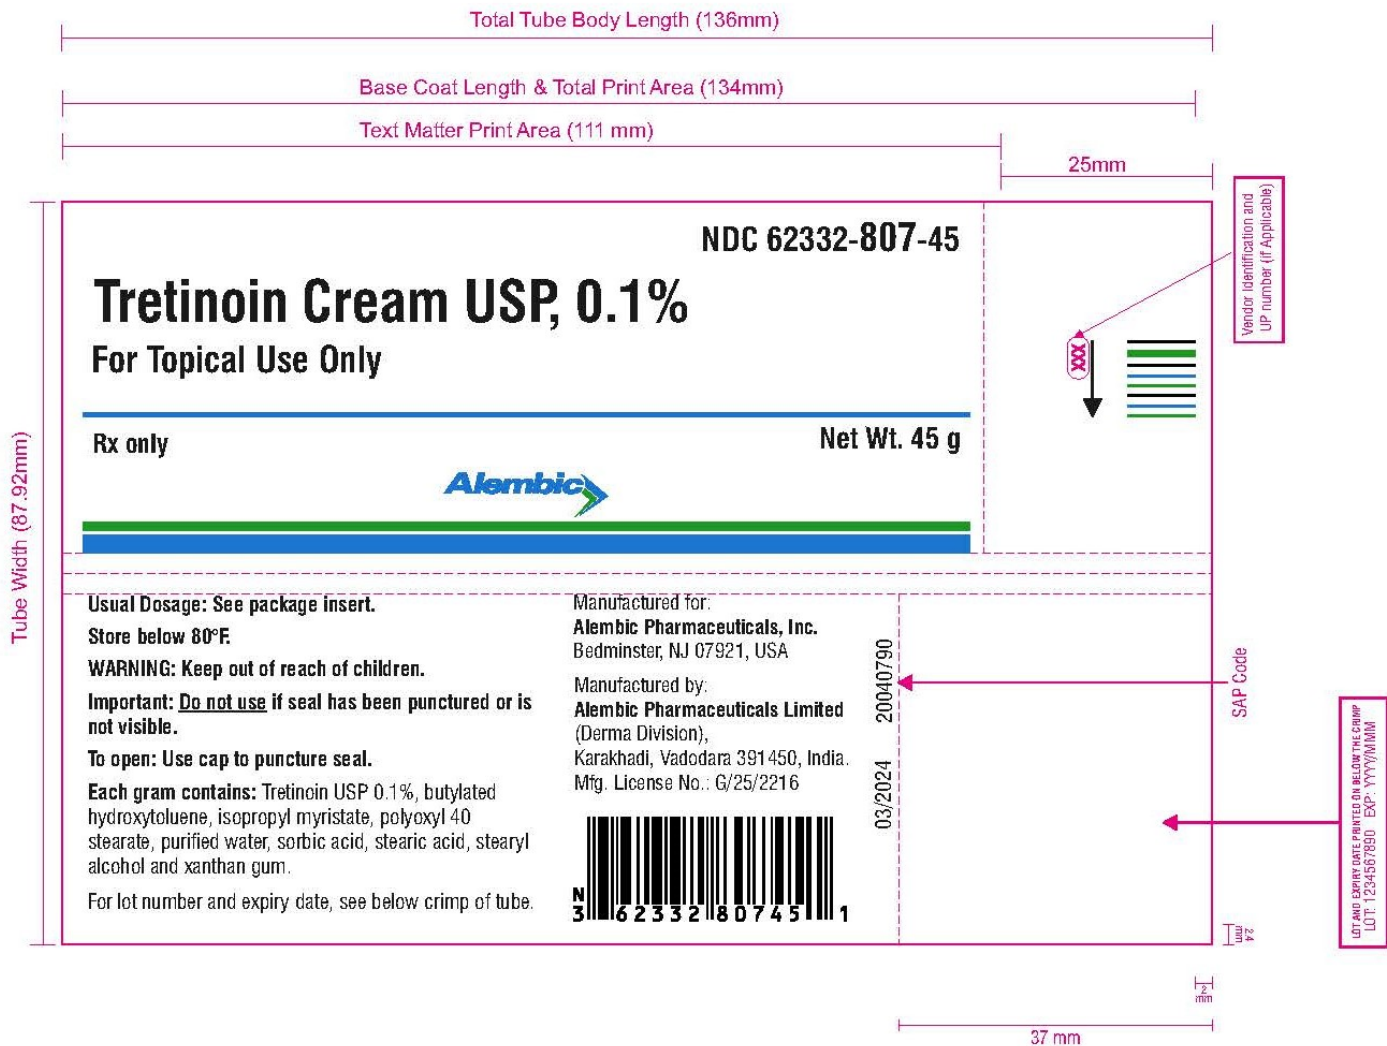 Total Tube Body Length (136mm)
Base Coat Length & Total Print Area (134mm)
Text Matter Print Area (111 mm)
25mm
Tube Width (87.92mm)
NDC 62332-807-45
Tretinoin Cream USP, 0.1%
For Topical Use Only
Rx only
Net Wt. 45 g
Alembic
XXX
Vendor Identification and
UP number (if Applicable)
Usual Dosage: See package insert.
Store below 80°F.
WARNING: Keep out of reach of children.
Important: Do not use if seal has been punctured or is
not visible.
To open: Use cap to puncture seal.
Each gram contains: Tretinoin USP 0.1%, butylated
hydroxytoluene, isopropyl myristate, polyoxyl 40
stearate, purified water, sorbic acid, stearic acid, stearyl
alcohol and xanthan gum.
For lot number and expiry date, see below crimp of tube.
Manufactured for:
Alembic Pharmaceuticals, Inc.
Bedminster, NJ 07921, USA
Manufactured by:
Alembic Pharmaceuticals Limited
(Derma Division),
Karakhadi, Vadodara 391450, India.
Mfg. License No.: G/25/2216
N
3 62332 80745 1
03/2024 20040790
SAP Code
LOT AND EXPIRY DATE PRINTED ON BELOW THE CRIMP
LOT: 1234567890 EXP: YYYY/MMM
2.4
mm
2
mm
37 mm